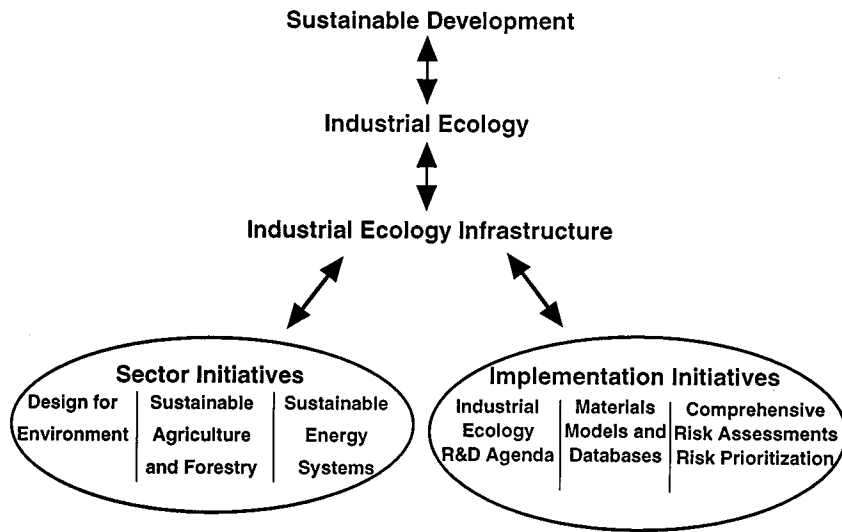 Sustainable Development
Industrial Ecology
Industrial Ecology Infrastructure
Sector Initiatives
Design for
Environment
Sustainable
Agriculture
and Forestry
Sustainable
Energy
Systems
Implementation Initiatives
Industrial
Ecology
R&D Agenda
Materials
Models and
Databases
Comprehensive
Risk Assessments
Risk Prioritization